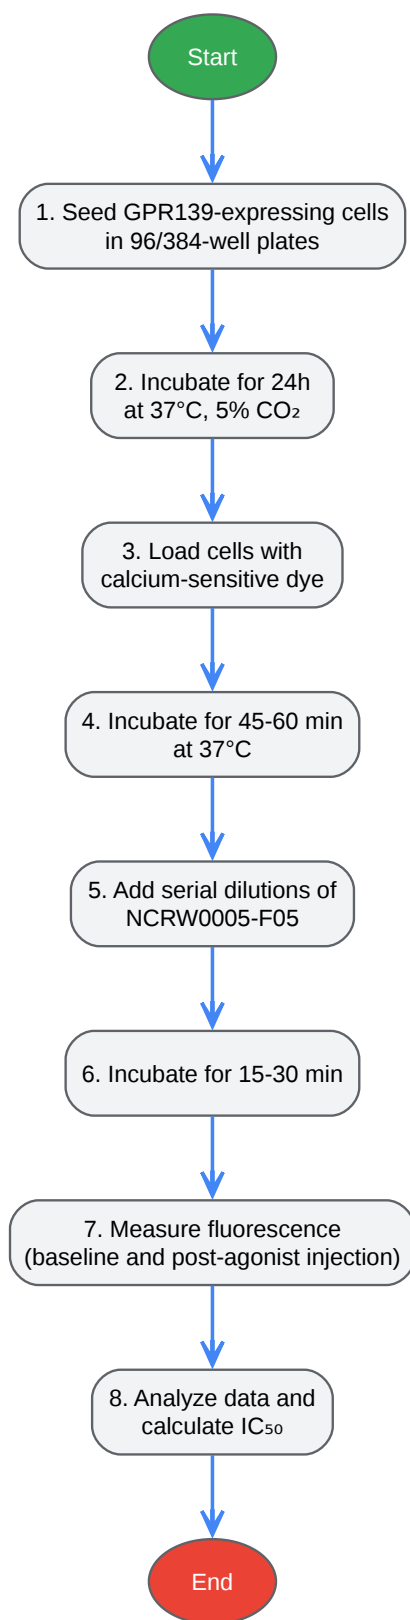 Start
1. Seed GPR139-expressing cells
in 96/384-well plates
2. Incubate for 24h
at 37°C, 5% CO₂
3. Load cells with
calcium-sensitive dye
4. Incubate for 45-60 min
at 37°C
5. Add serial dilutions of
NCRW0005-F05
6. Incubate for 15-30 min
7. Measure fluorescence
(baseline and post-agonist injection)
8. Analyze data and
calculate IC₅₀
End